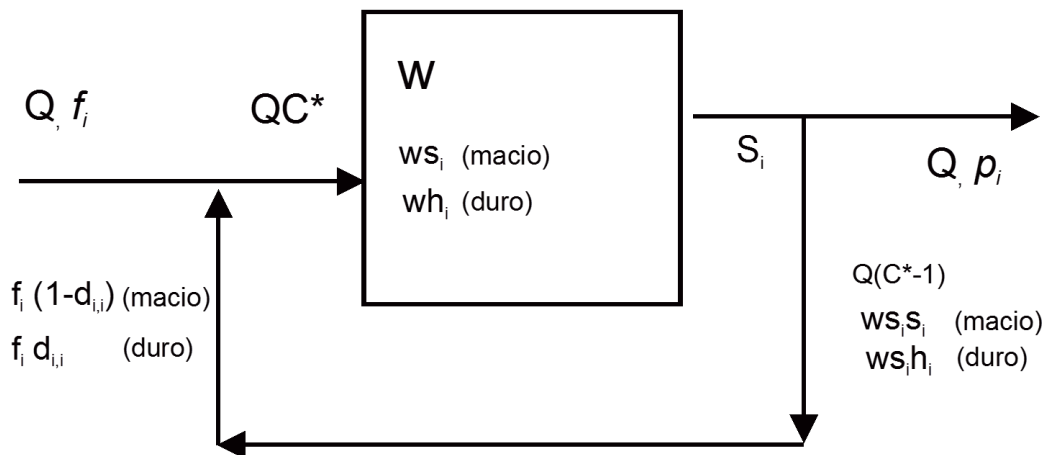 Q, fᵢ
QC*
W
wsᵢ (macio)
whᵢ (duro)
Sᵢ
Q, pᵢ
fᵢ (1-dᵢ,ᵢ) (macio)
fᵢ dᵢ,ᵢ (duro)
Q(C*-1)
wsᵢsᵢ (macio)
wsᵢhᵢ (duro)